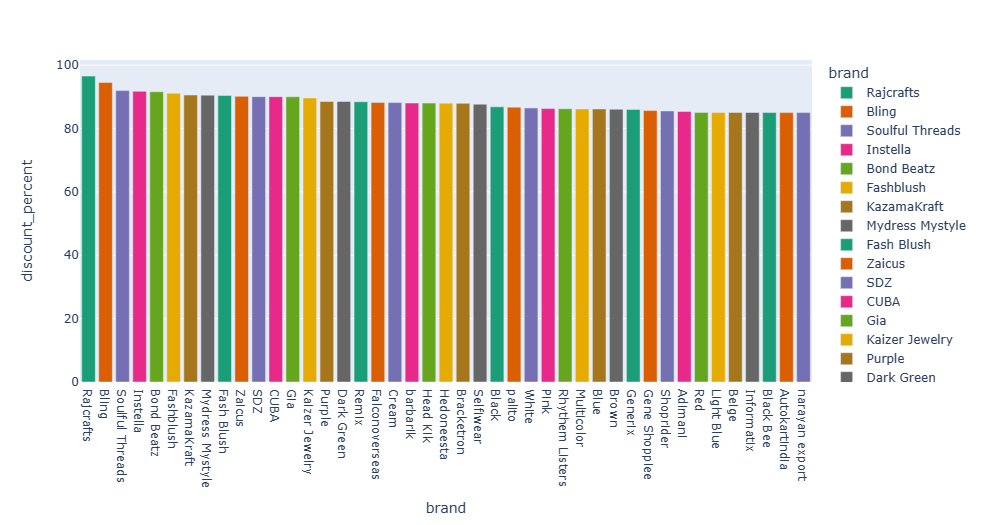 discount_percent
100
80
60
40
20
0
Rajcrafts
Bling
Soulful Threads
Instella
Bond Beatz
Fashblush
KazamaKraft
Mydress Mystyle
Fash Blush
Zaicus
SDZ
CUBA
Gia
Kaizer Jewelry
Purple
Dark Green
Remix
Falconoverseas
Cream
barbarik
Head Kik
Hedoneesta
Bracketron
Selfiwear
Black
palito
White
Pink
Rhythem Listers
Multicolor
Blue
Brown
Generix
Gene Shopplee
Shoprider
Adimani
Red
Light Blue
Beige
Informatix
Black Bee
Autokartindia
narayan export
brand
brand
Rajcrafts
Bling
Soulful Threads
Instella
Bond Beatz
Fashblush
KazamaKraft
Mydress Mystyle
Fash Blush
Zaicus
SDZ
CUBA
Gia
Kaizer Jewelry
Purple
Dark Green